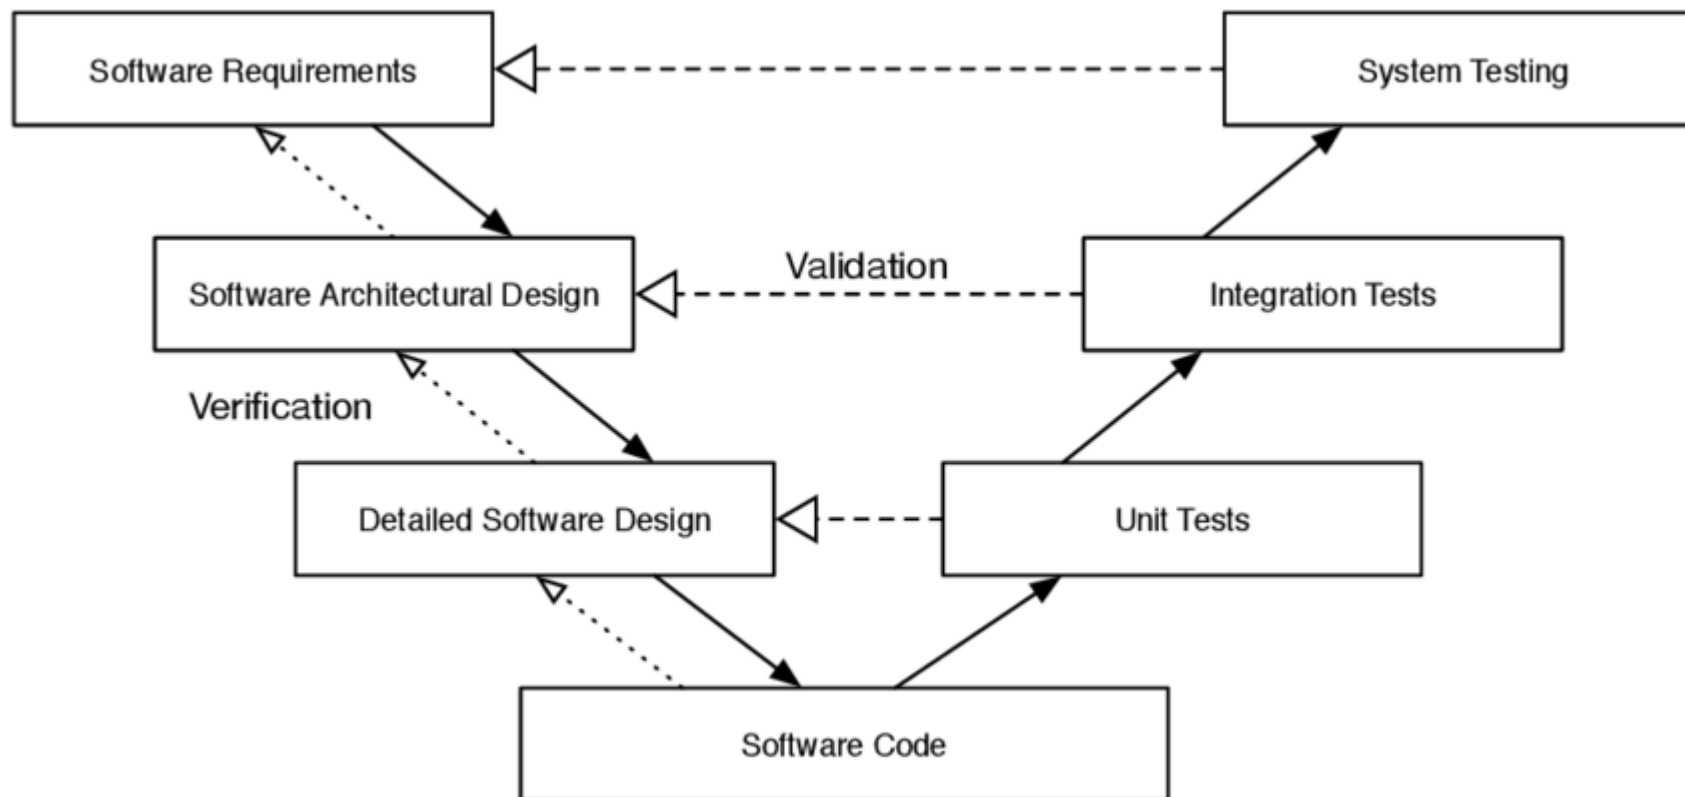 Software Requirements
System Testing
Software Architectural Design
Validation
Integration Tests
Verification
Detailed Software Design
Unit Tests
Software Code